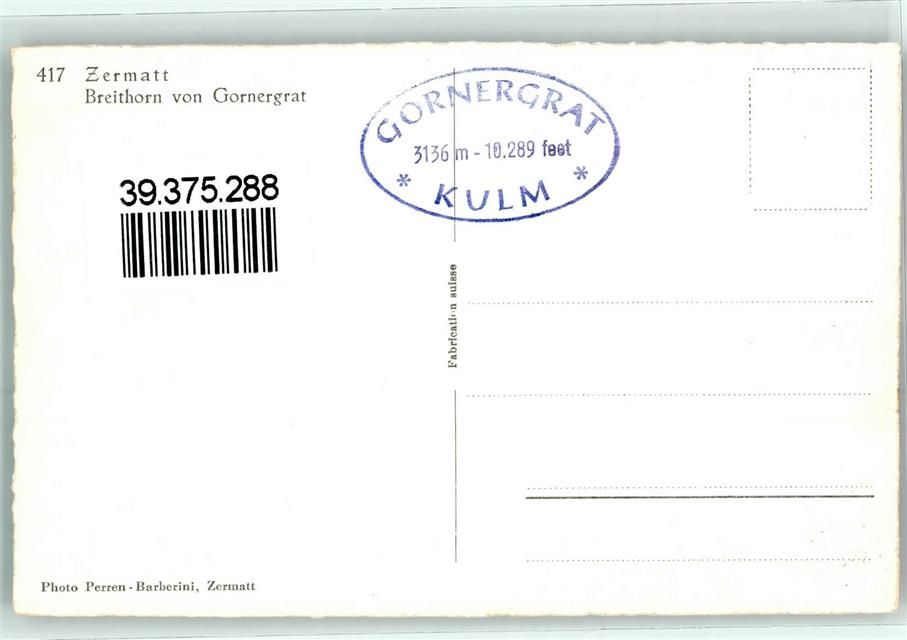 417 Zermatt
Breithorn von Gornergrat
GORNERGRAT
3136 m - 10.289 feet
* KULM *
39.375.288
Fabrication suisse
Photo Perren-Barberini, Zermatt